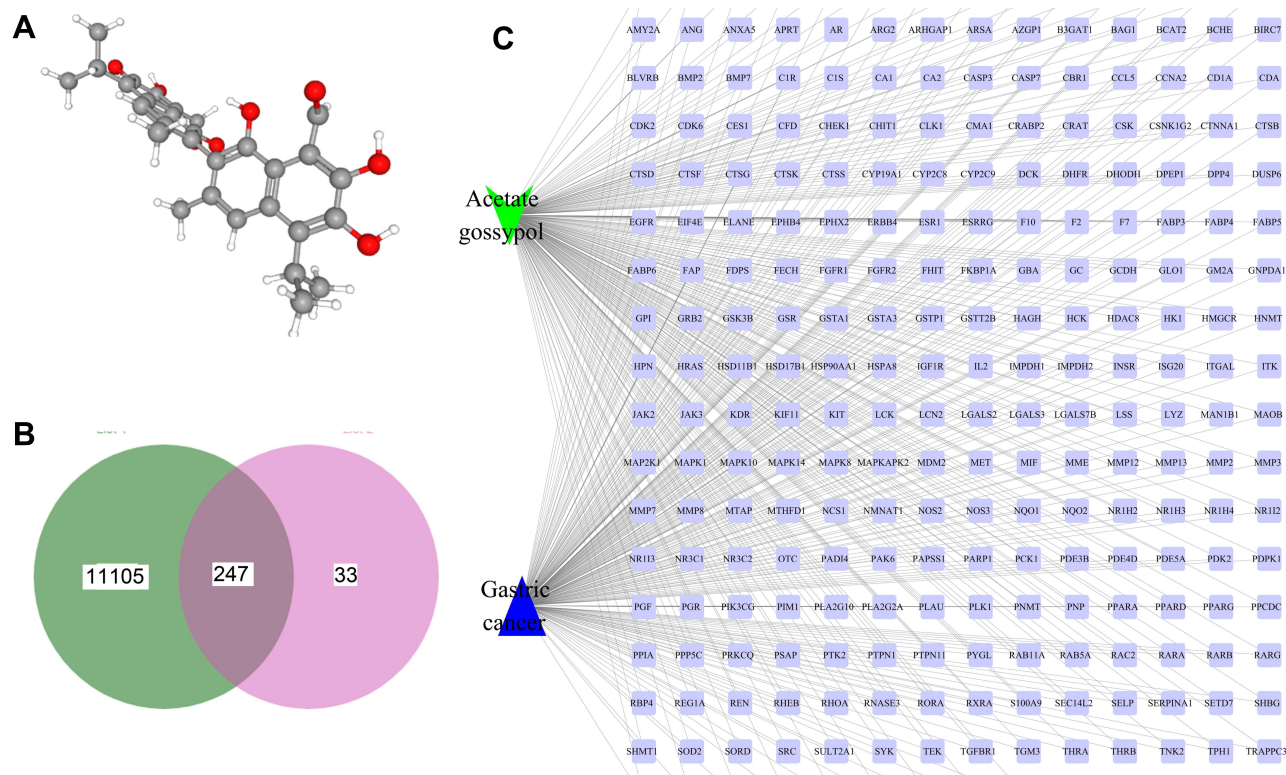 A
B
C
11105
247
33
Acetate
gossypol
Gastric
cancer
AMY2A ANG ANXA5 APRT AR ARG2 ARHGAP1 ARSA AZGP1 B3GAT1 BAG1 BCAT2 BCHE BIRC7
BLVRB BMP2 BMP7 C1R C1S CA1 CA2 CASP3 CASP7 CBR1 CCL5 CCNA2 CD1A CDA
CDK2 CDK6 CES1 CFD CHEK1 CHIT1 CLK1 CMA1 CRABP2 CRAT CSK CSNK1G2 CTNNA1 CTSB
CTSD CTSF CTSG CTSK CTSS CYP19A1 CYP2C8 CYP2C9 DCK DHFR DHODH DPEP1 DPP4 DUSP6
EGFR EIF4E ELANE EPHB4 EPHX2 ERBB4 ESR1 ESRRG F10 F2 F7 FABP3 FABP4 FABP5
FABP6 FAP FDPS FECH FGFR1 FGFR2 FHIT FKBP1A GBA GC GCDH GLO1 GM2A GNPDA1
GPI GRB2 GSK3B GSR GSTA1 GSTA3 GSTP1 GSTT2B HAGH HCK HDAC8 HK1 HMGCR HNMT
HPN HRAS HSD11B1 HSD17B1 HSP90AA1 HSPA8 IGF1R IL2 IMPDH1 IMPDH2 INSR ISG20 ITGAL ITK
JAK2 JAK3 KDR KIF11 KIT LCK LCN2 LGALS2 LGALS3 LGALS7B LSS LYZ MAN1B1 MAOB
MAP2K1 MAPK1 MAPK10 MAPK14 MAPK8 MAPKAPK2 MDM2 MET MIF MME MMP12 MMP13 MMP2 MMP3
MMP7 MMP8 MTAP MTHFD1 NCS1 NMNAT1 NOS2 NOS3 NQO1 NQO2 NR1H2 NR1H3 NR1H4 NR1I2
NR1I3 NR3C1 NR3C2 OTC PADI4 PAK6 PAPSS1 PARP1 PCK1 PDE3B PDE4D PDE5A PDK2 PDPK1
PGF PGR PIK3CG PIM1 PLA2G10 PLA2G2A PLAU PLK1 PNMT PNP PPARA PPARD PPARG PPCDC
PPIA PPP5C PRKCQ PSAP PTK2 PTPN1 PTPN11 PYGL RAB11A RAB5A RAC2 RARA RARB RARG
RBP4 REG1A REN RHEB RHOA RNASE3 RORA RXRA S100A9 SEC14L2 SELP SERPINA1 SETD7 SHBG
SHMT1 SOD2 SORD SRC SULT2A1 SYK TEK TGFBR1 TGM3 THRA THRB TNK2 TPH1 TRAPPC3